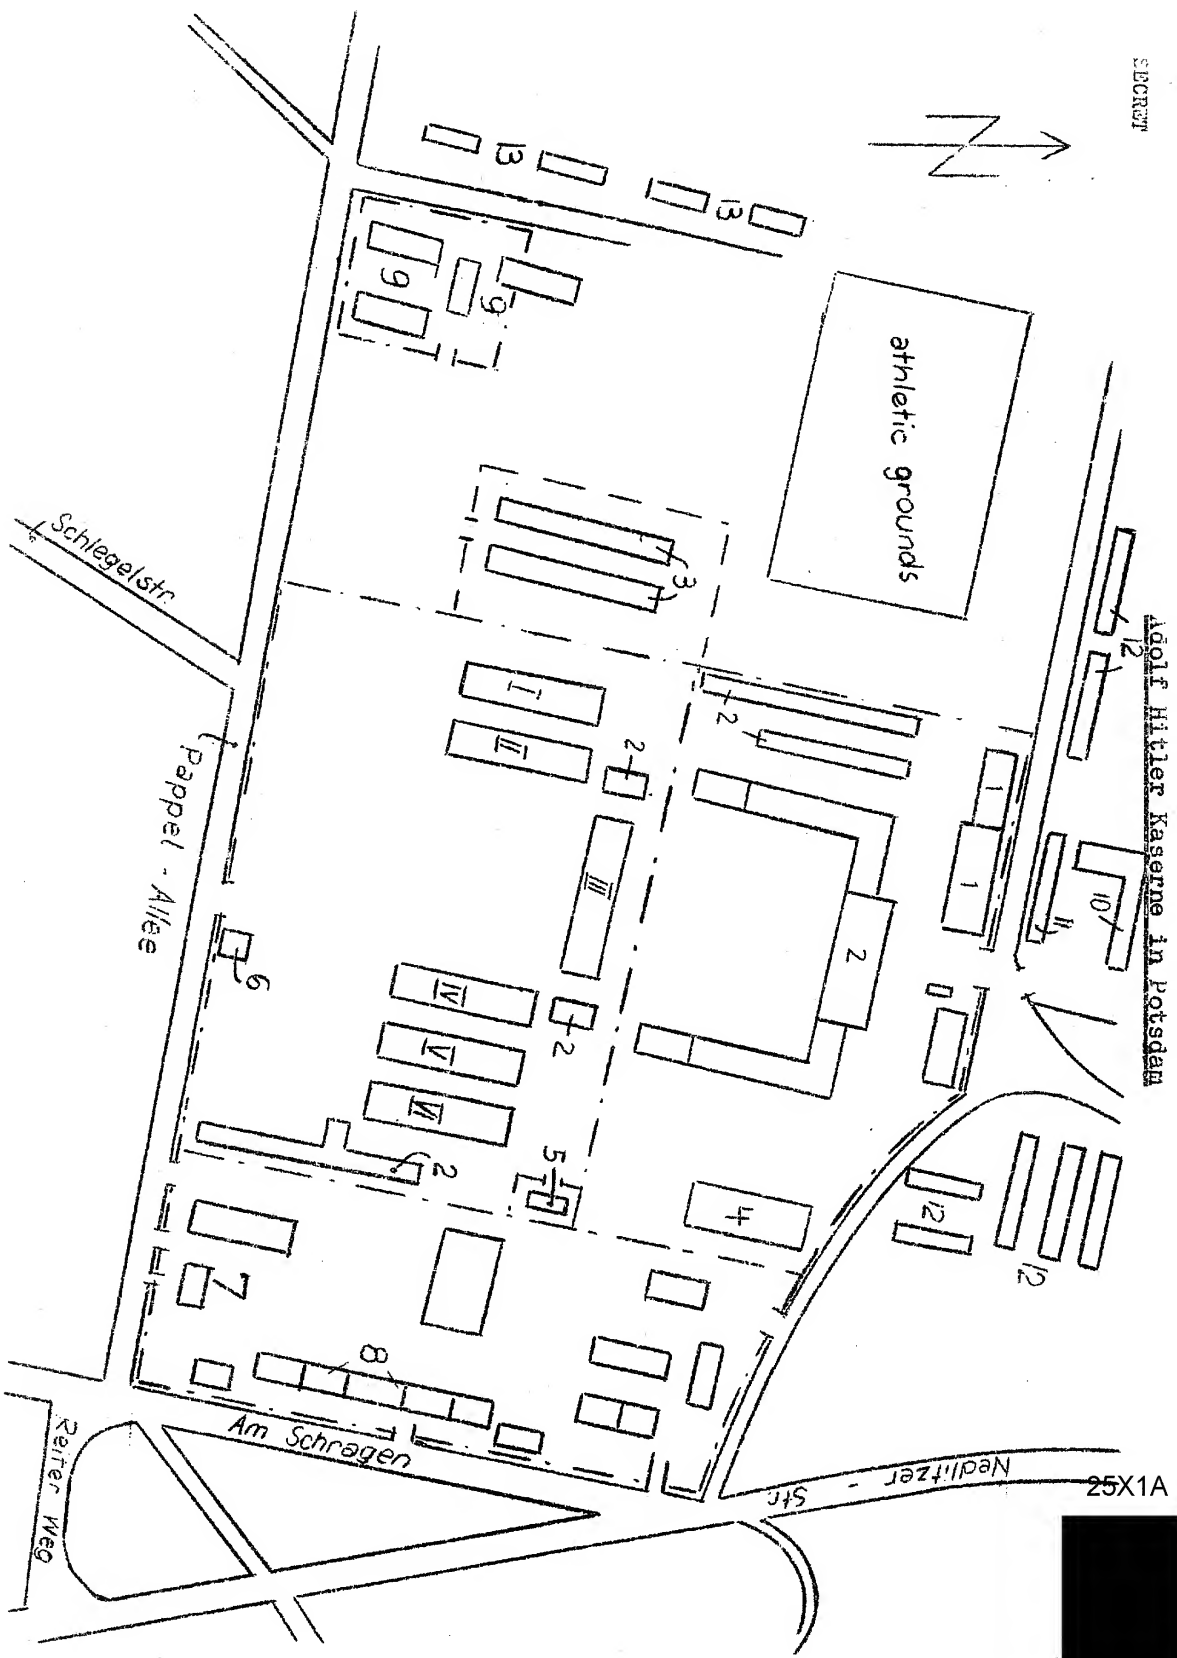 SECRET
Adolf Hitler Kaserne in Potsdam
12
10
11
1
1
athletic grounds
13
13
9
9
3
2
2
2
I
II
III
IV
V
VI
2
2
4
5
6
7
8
12
12
Schlegelstr.
Pappel - Allee
Am Schragen
Reiter Weg
Nedlitzer - Str.
25X1A